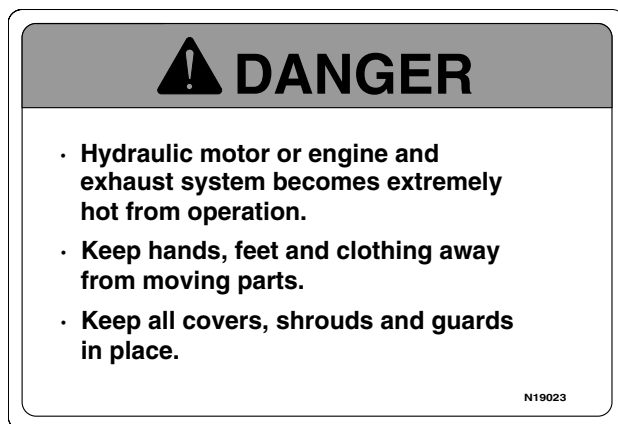 DANGER
· Hydraulic motor or engine and
exhaust system becomes extremely
hot from operation.
· Keep hands, feet and clothing away
from moving parts.
· Keep all covers, shrouds and guards
in place.
N19023